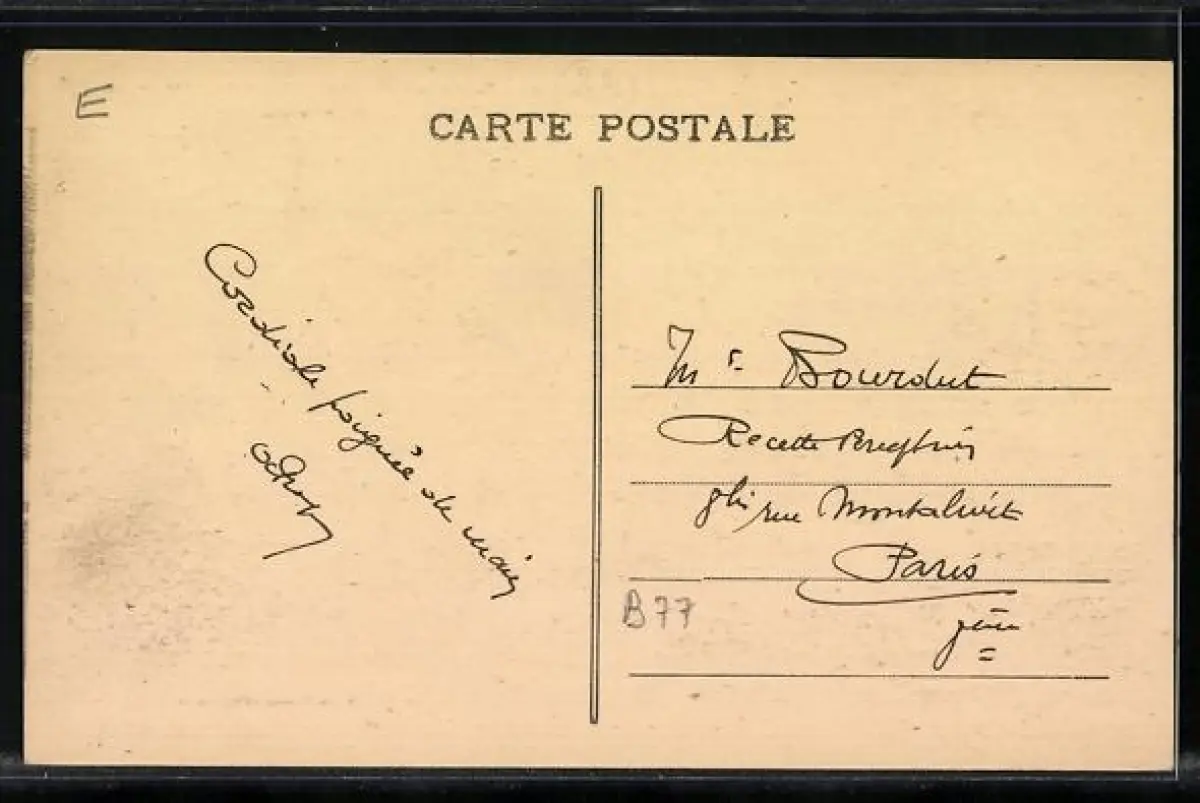 E
CARTE POSTALE
Cordiale poignée de main
Mr Bourdut
Recette
rue Montalivet
Paris
B77